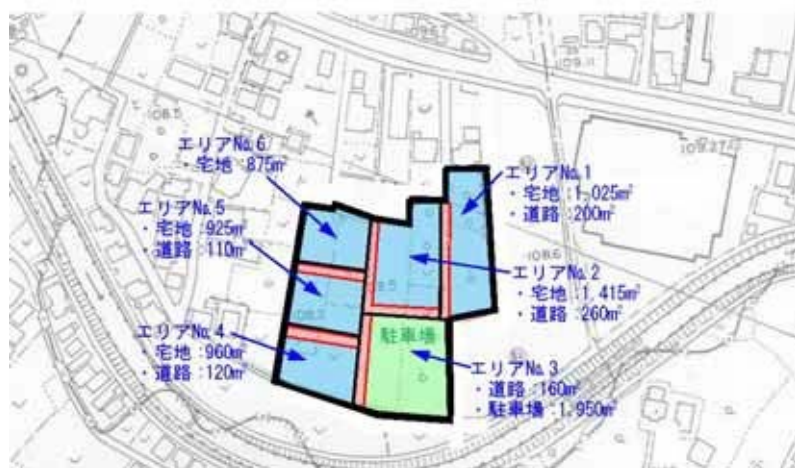 エリアNo.6
・宅地:875㎡
エリアNo.5
・宅地:925㎡
・道路:110㎡
エリアNo.4
・宅地:960㎡
・道路:120㎡
エリアNo.1
・宅地:1,025㎡
・道路:200㎡
エリアNo.2
・宅地:1,415㎡
・道路:260㎡
駐車場
エリアNo.3
・道路:160㎡
・駐車場:1,950㎡
108.5
108.6